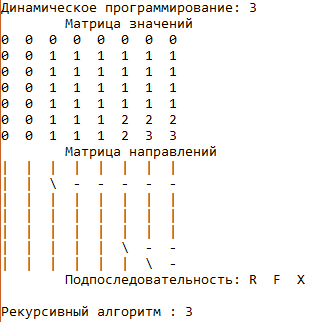 Динамическое программирование: 3
Матрица значений
0 0 0 0 0 0 0 0
0 0 1 1 1 1 1 1
0 0 1 1 1 1 1 1
0 0 1 1 1 1 1 1
0 0 1 1 1 1 1 1
0 0 1 1 1 2 2 2
0 0 1 1 1 2 3 3
Матрица направлений
| | | | | | | |
| | \ - - - - -
| | | | | | | |
| | | | | | | |
| | | | | | | |
| | | | | \ - -
| | | | | | \ -
Подпоследовательность: R F X
Рекурсивный алгоритм : 3